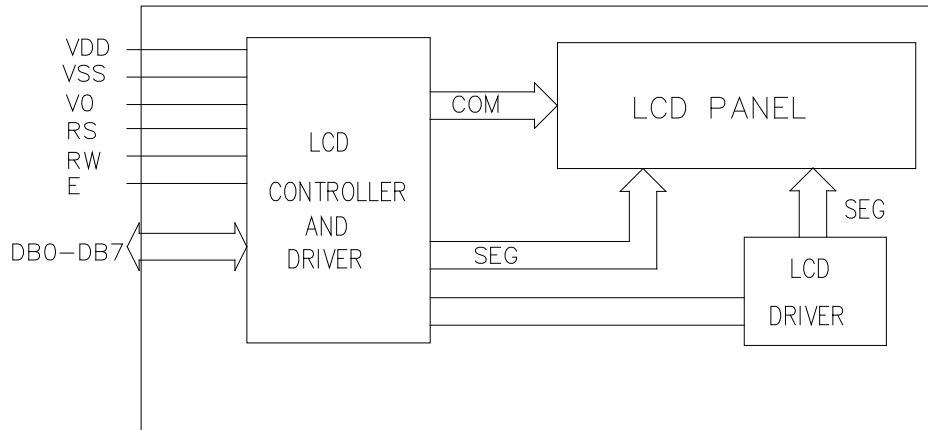 VDD
VSS
V0
RS
RW
E
DB0-DB7
LCD
CONTROLLER
AND
DRIVER
COM
SEG
LCD PANEL
SEG
LCD
DRIVER